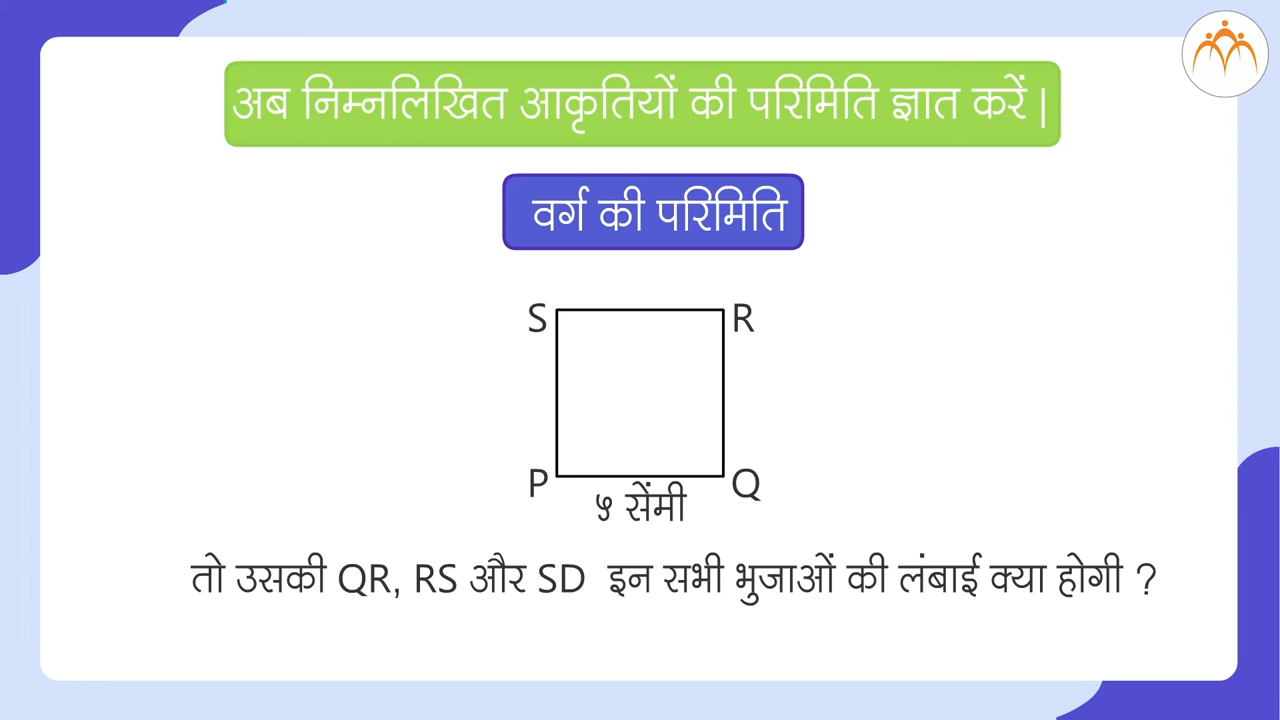 अब निम्नलिखित आकृतियों की परिमिति ज्ञात करें |
वर्ग की परिमिति
S R
P Q
५ सेंमी
तो उसकी QR, RS और SD इन सभी भुजाओं की लंबाई क्या होगी ?